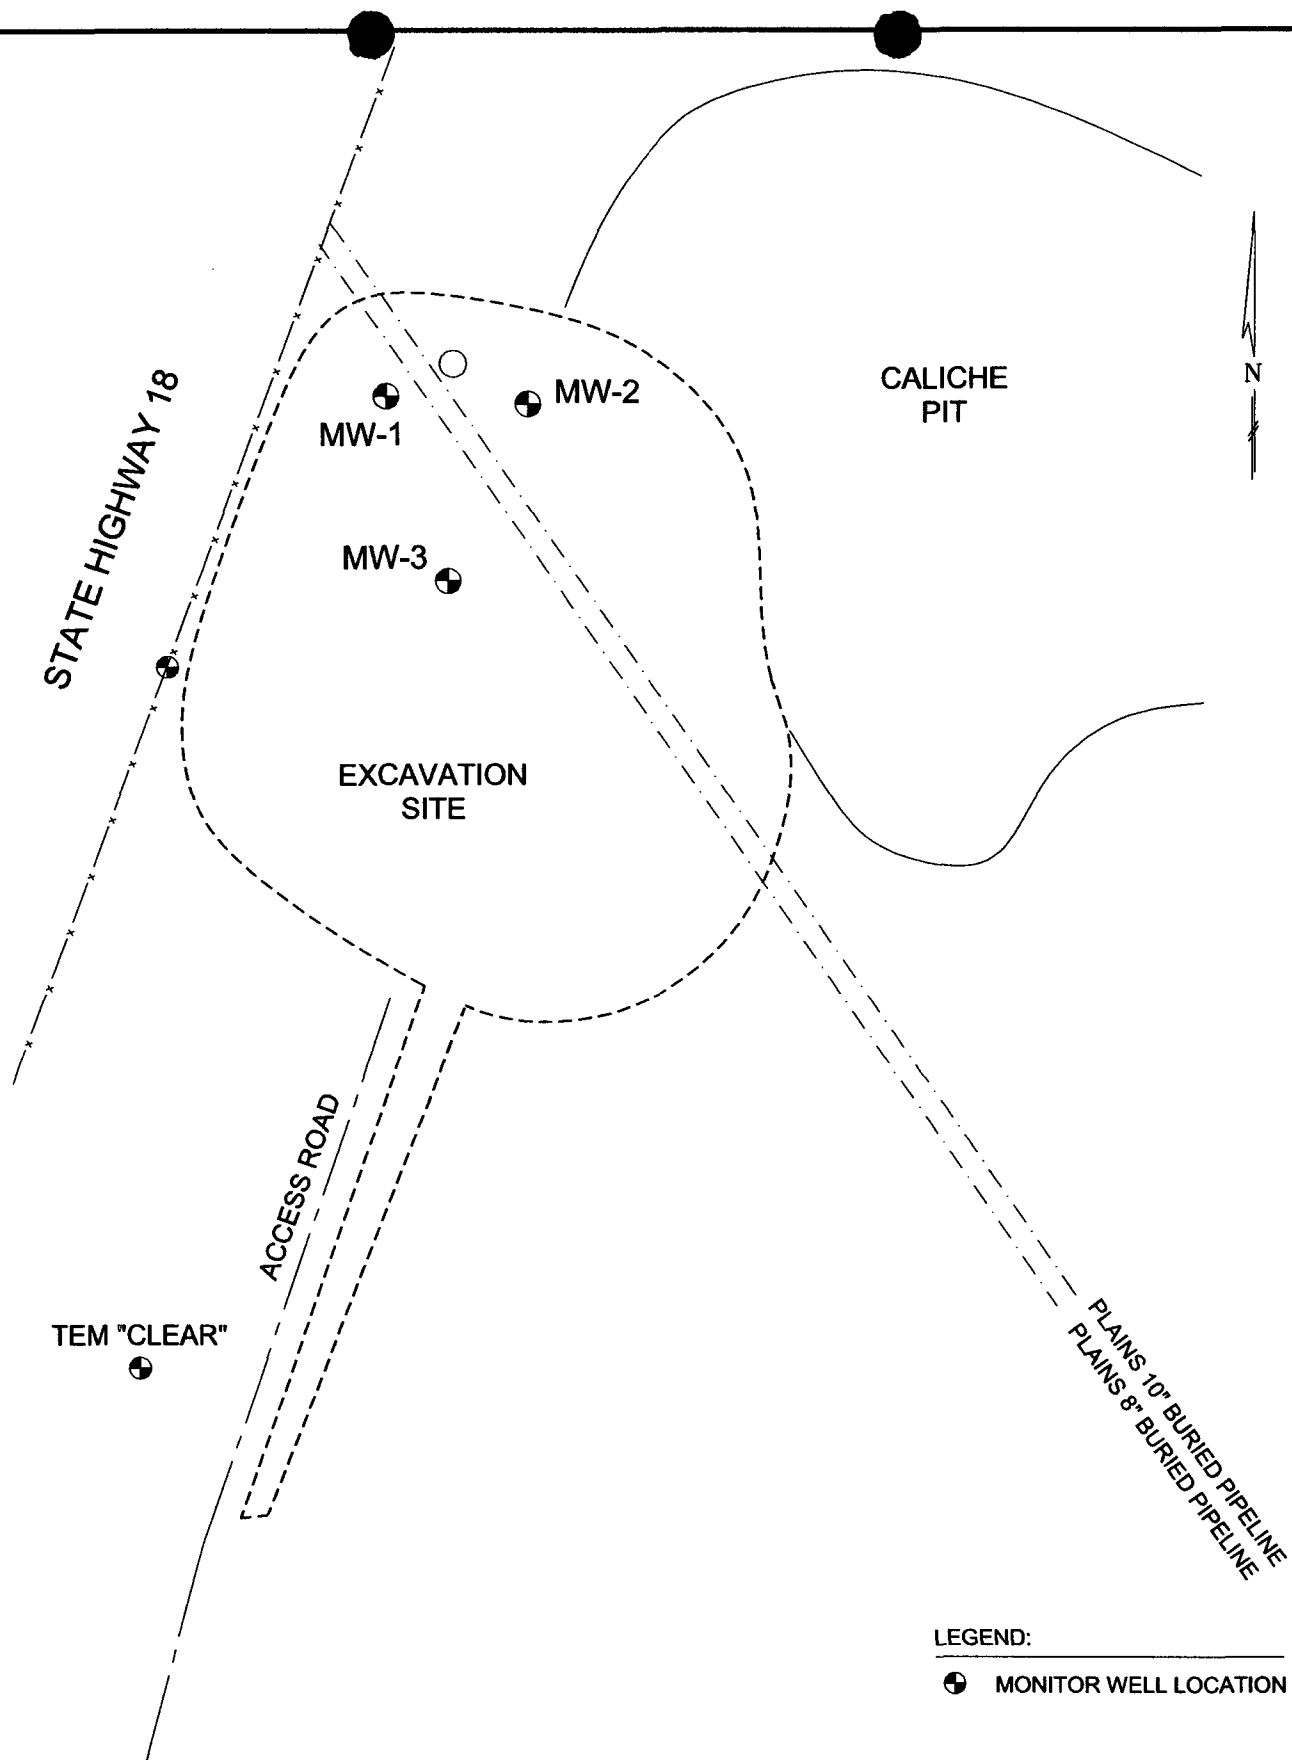 STATE HIGHWAY 18
CALICHE
PIT
N
MW-1
MW-2
MW-3
EXCAVATION
SITE
ACCESS ROAD
TEM "CLEAR"
PLAINS 10" BURIED PIPELINE
PLAINS 8" BURIED PIPELINE
LEGEND:
MONITOR WELL LOCATION